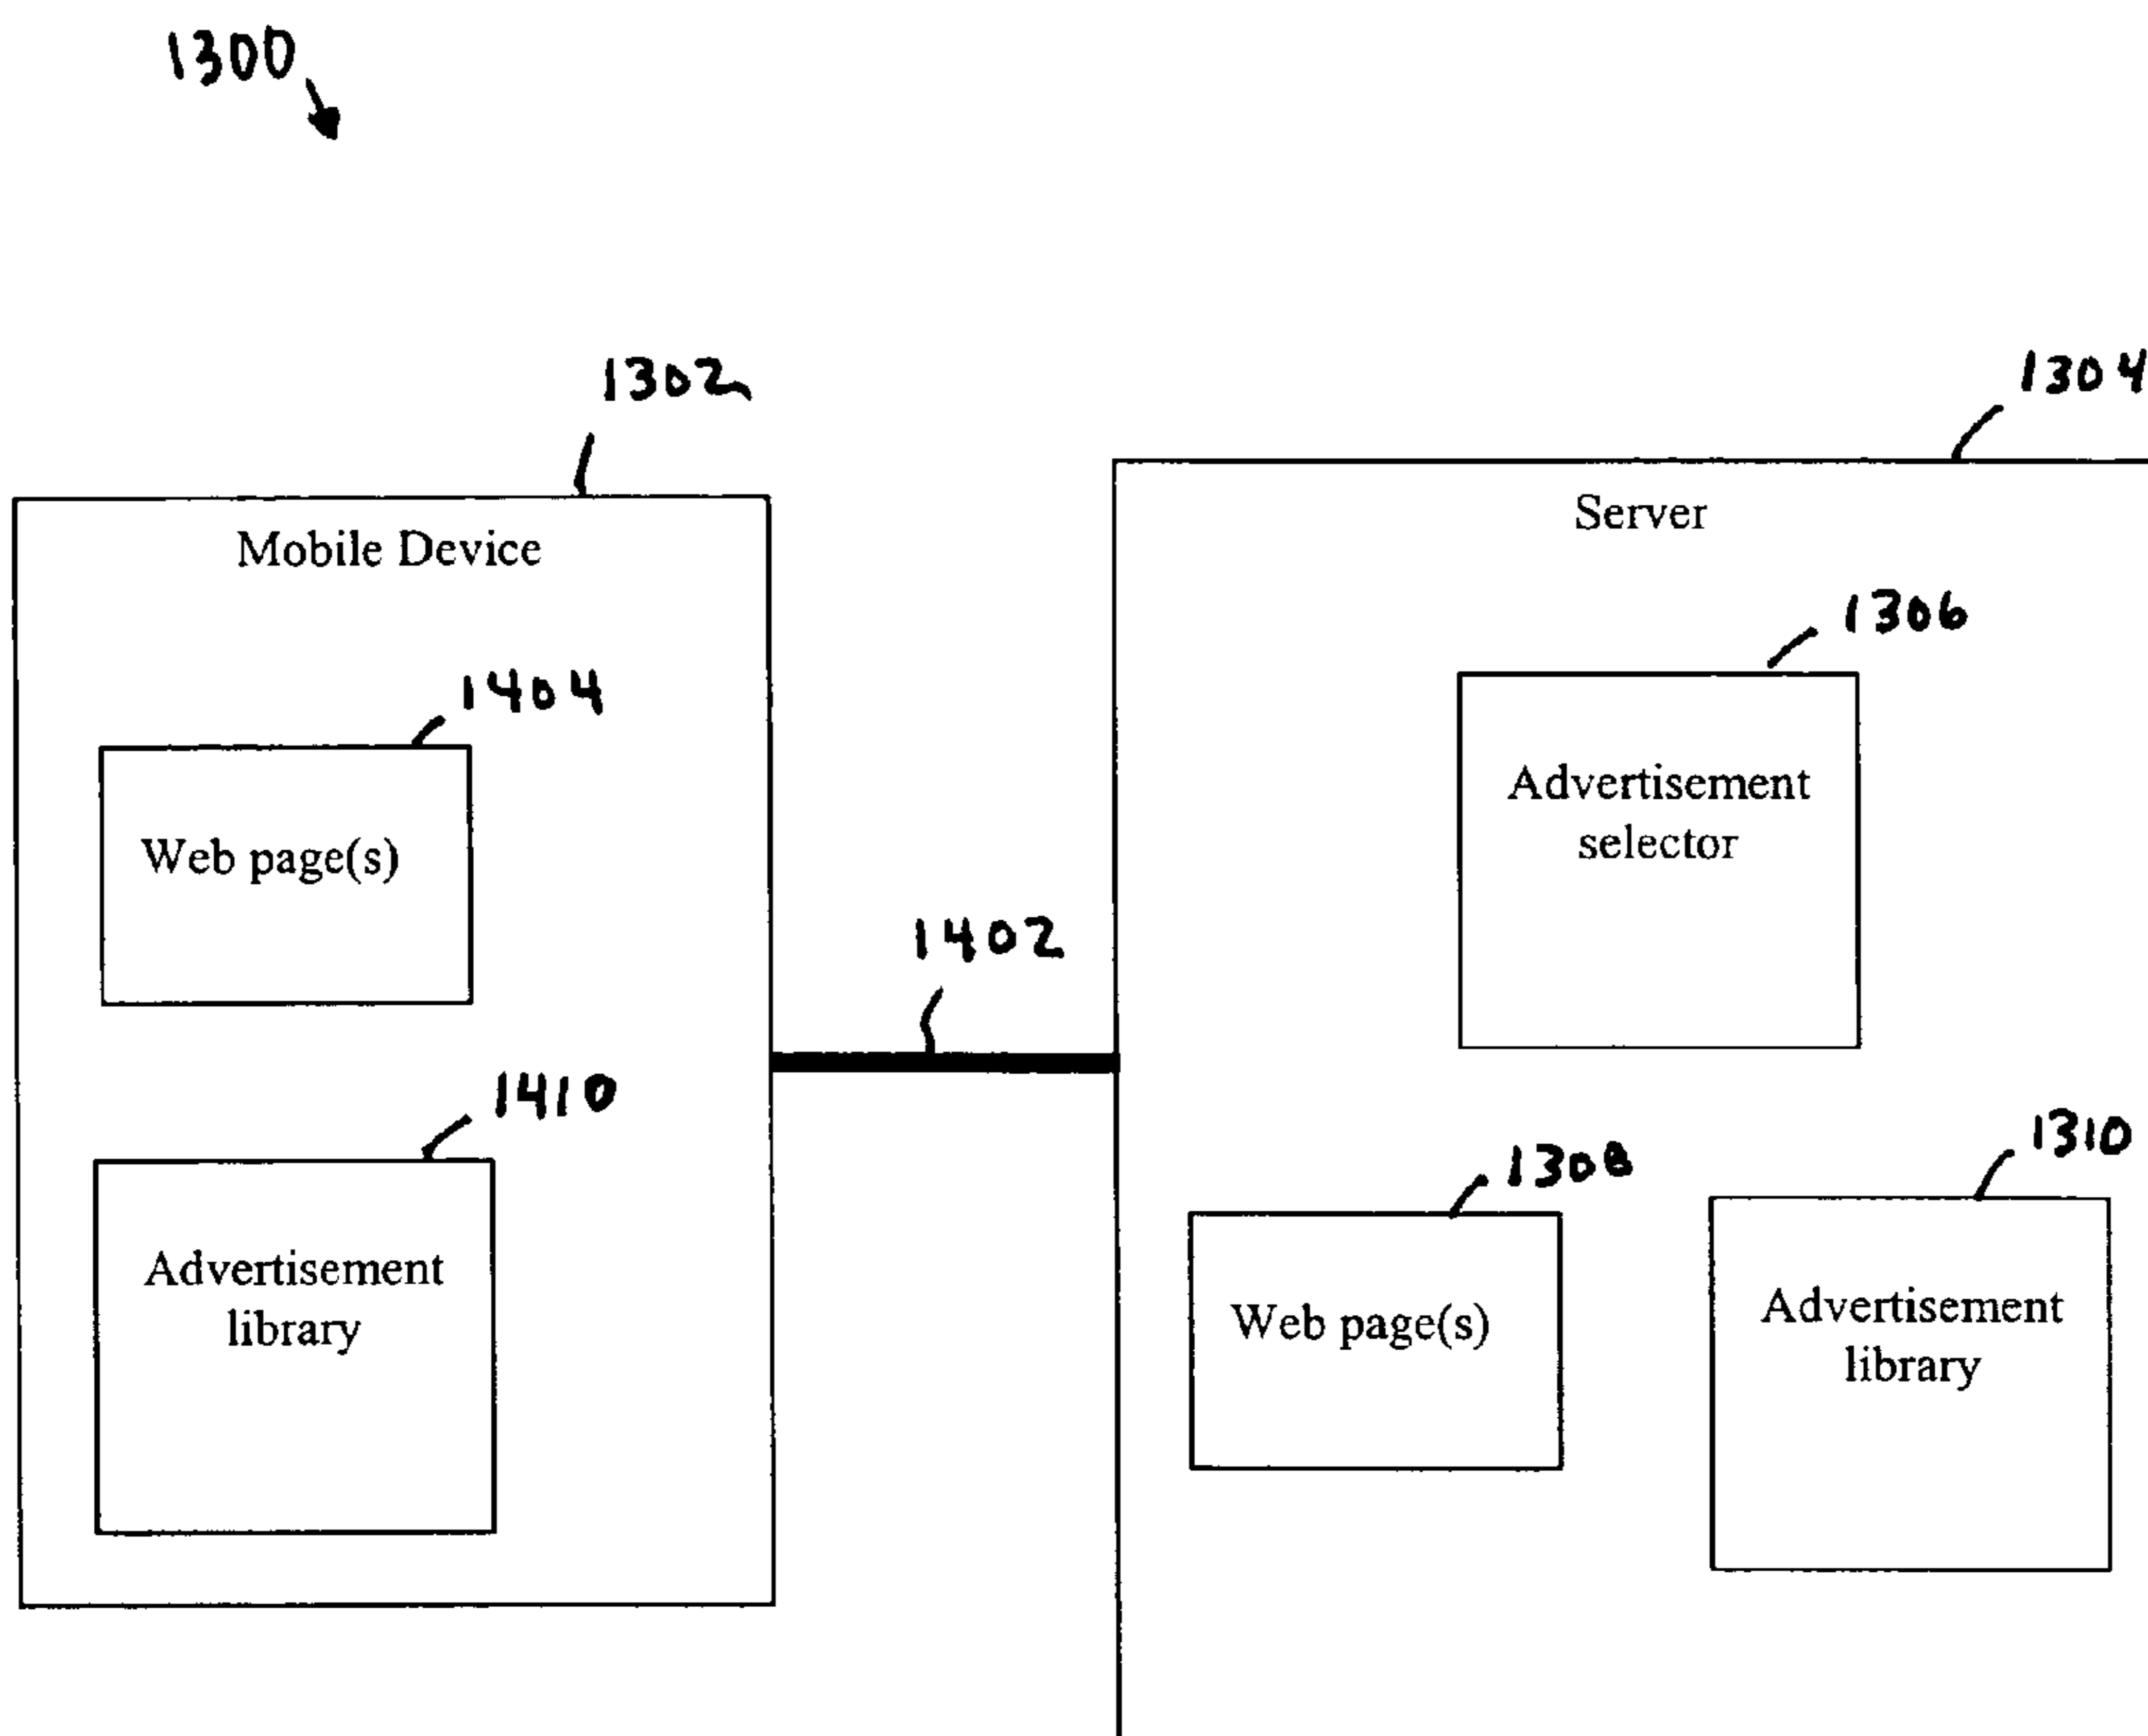 1300
1302
1304
Mobile Device
Server
1306
1404
Advertisement
selector
Web page(s)
1402
1410
1308
1310
Advertisement
library
Web page(s)
Advertisement
library